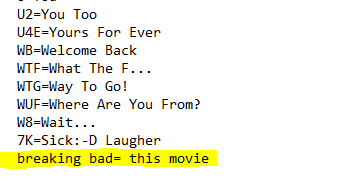 U2=You Too
U4E=Yours For Ever
WB=Welcome Back
WTF=What The F...
WTG=Way To Go!
WUF=Where Are You From?
W8=Wait...
7K=Sick:-D Laugher
breaking bad= this movie